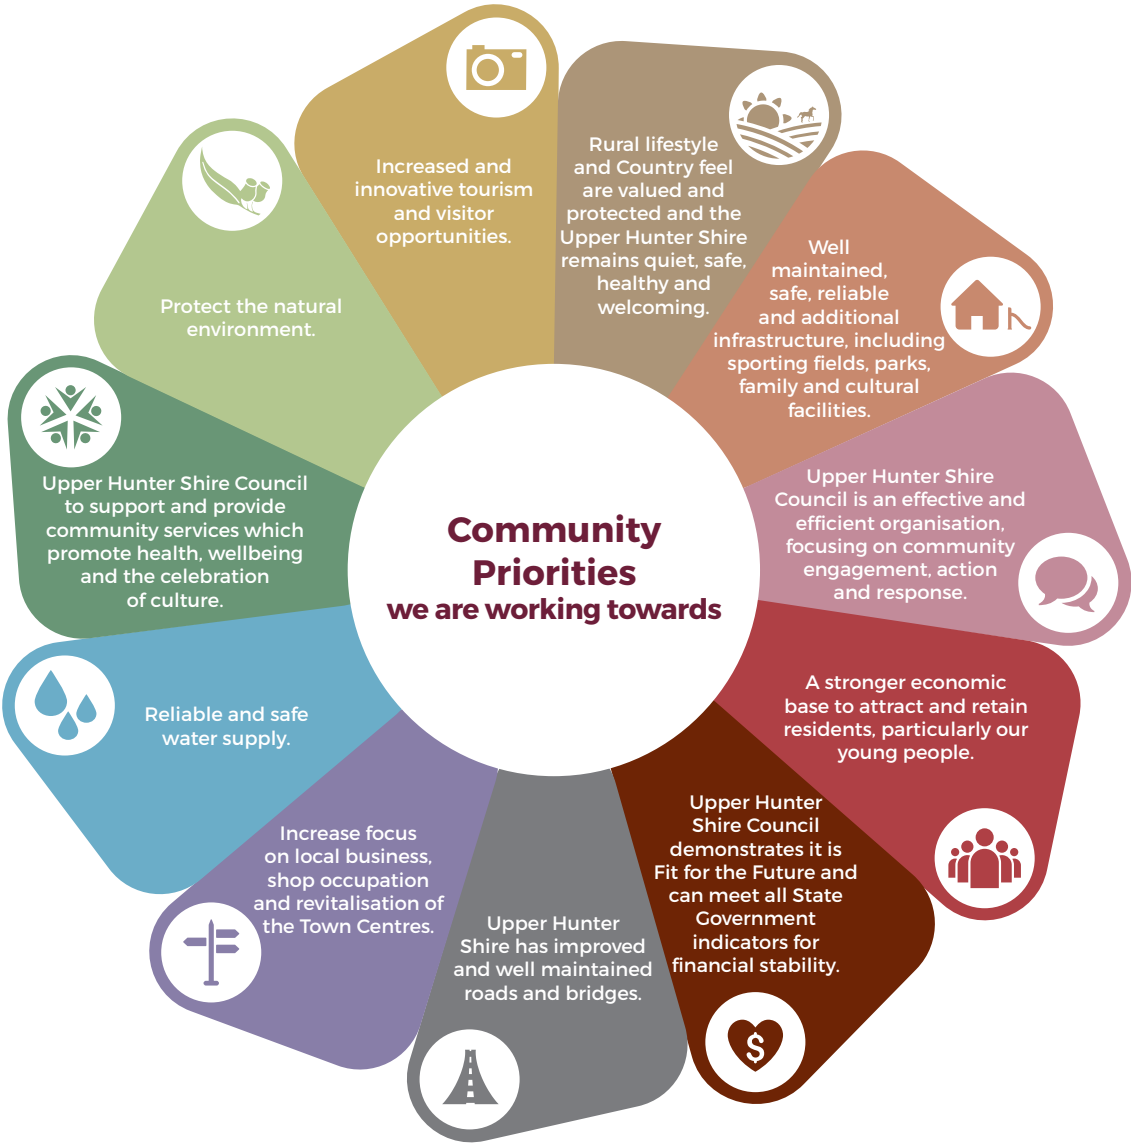 Increased and
innovative tourism
and visitor
opportunities.
Rural lifestyle
and Country feel
are valued and
protected and the
Upper Hunter Shire
remains quiet, safe,
healthy and
welcoming.
Well
maintained,
safe, reliable
and additional
infrastructure, including
sporting fields, parks,
family and cultural
facilities.
Upper Hunter Shire
Council is an effective and
efficient organisation,
focusing on community
engagement, action
and response.
A stronger economic
base to attract and retain
residents, particularly our
young people.
Upper Hunter
Shire Council
demonstrates it is
Fit for the Future and
can meet all State
Government
indicators for
financial stability.
$
Upper Hunter
Shire has improved
and well maintained
roads and bridges.
Increase focus
on local business,
shop occupation
and revitalisation of
the Town Centres.
Reliable and safe
water supply.
Upper Hunter Shire Council
to support and provide
community services which
promote health, wellbeing
and the celebration
of culture.
Protect the natural
environment.
Community
Priorities
we are working towards